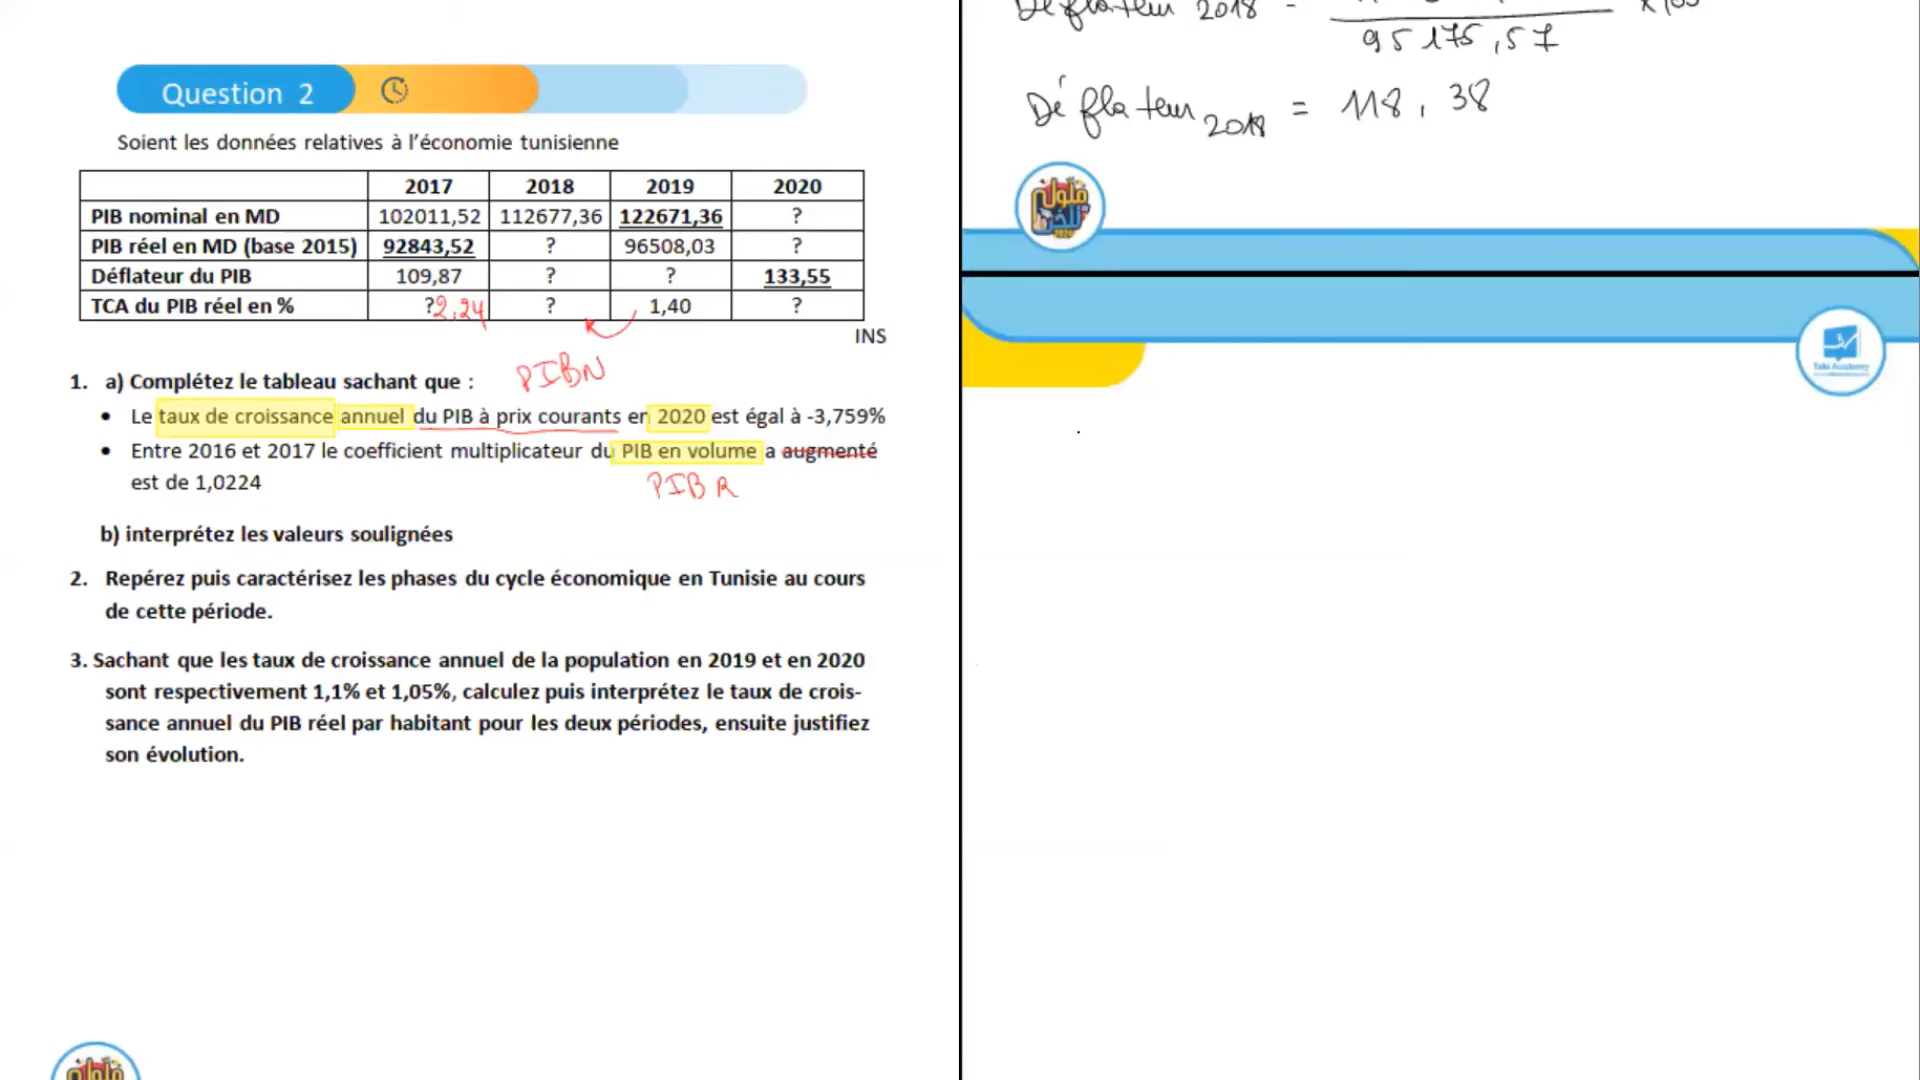 Question 2
Soient les données relatives à l'économie tunisienne
2017 2018 2019 2020
PIB nominal en MD 102011,52 112677,36 122671,36 ?
PIB réel en MD (base 2015) 92843,52 ? 96508,03 ?
Déflateur du PIB 109,87 ? ? 133,55
TCA du PIB réel en % ? 2,24 ? 1,40 ?
INS
1. a) Complétez le tableau sachant que :
PIBN
• Le taux de croissance annuel du PIB à prix courants en 2020 est égal à -3,759%
• Entre 2016 et 2017 le coefficient multiplicateur du PIB en volume a augmenté
est de 1,0224
PIB R
b) interprétez les valeurs soulignées
2. Repérez puis caractérisez les phases du cycle économique en Tunisie au cours
de cette période.
3. Sachant que les taux de croissance annuel de la population en 2019 et en 2020
sont respectivement 1,1% et 1,05%, calculez puis interprétez le taux de crois-
sance annuel du PIB réel par habitant pour les deux périodes, ensuite justifiez
son évolution.
Déflateur 2018 =
95175,57
Déflateur 2018 = 118,38
Taki Academy